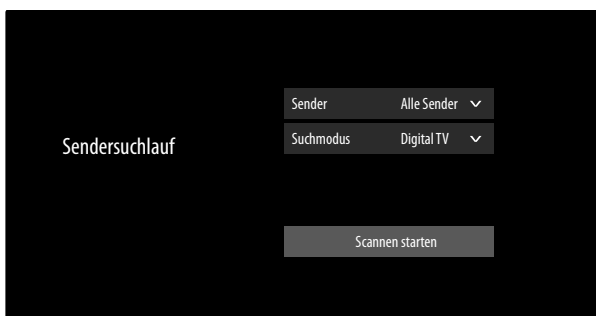 Sendersuchlauf
Sender Alle Sender
Suchmodus Digital TV
Scannen starten